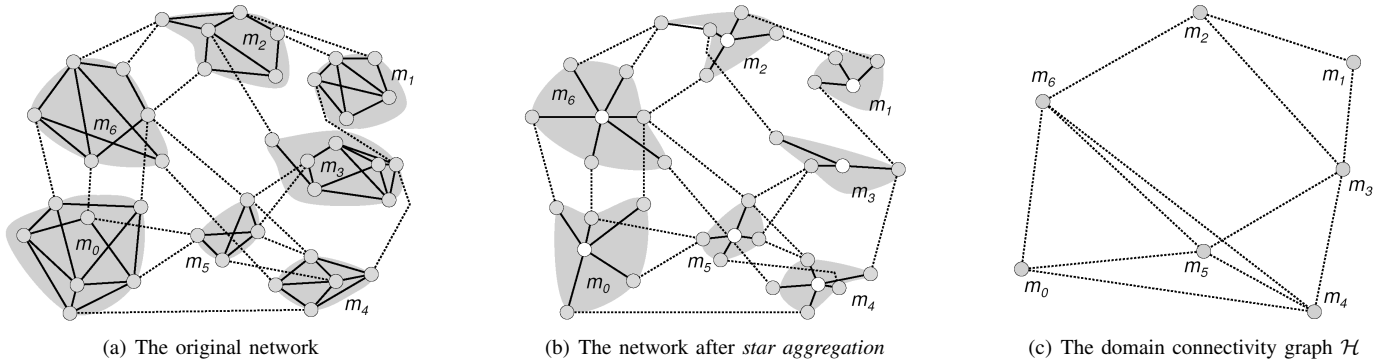 m2
m1
m6
m3
m0
m5
m4
(a) The original network
m2
m6
m1
m3
m5
m0
m4
(b) The network after star aggregation
m2
m1
m6
m3
m5
m0
m4
(c) The domain connectivity graph ℋ